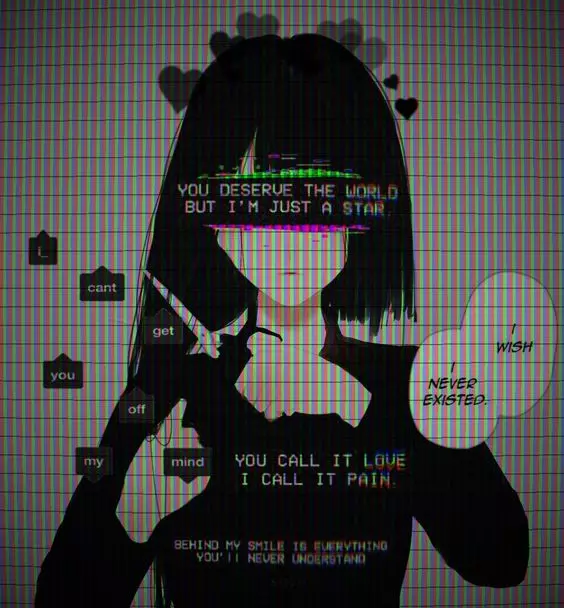 YOU DESERVE THE WORLD
BUT I'M JUST A STAR.
i_
cant
get
you
off
my
mind
I
WISH
I
NEVER
EXISTED.
YOU CALL IT LOVE
I CALL IT PAIN.
BEHIND MY SMILE IS EVERYTHING
YOU'll NEVER UNDERSTAND